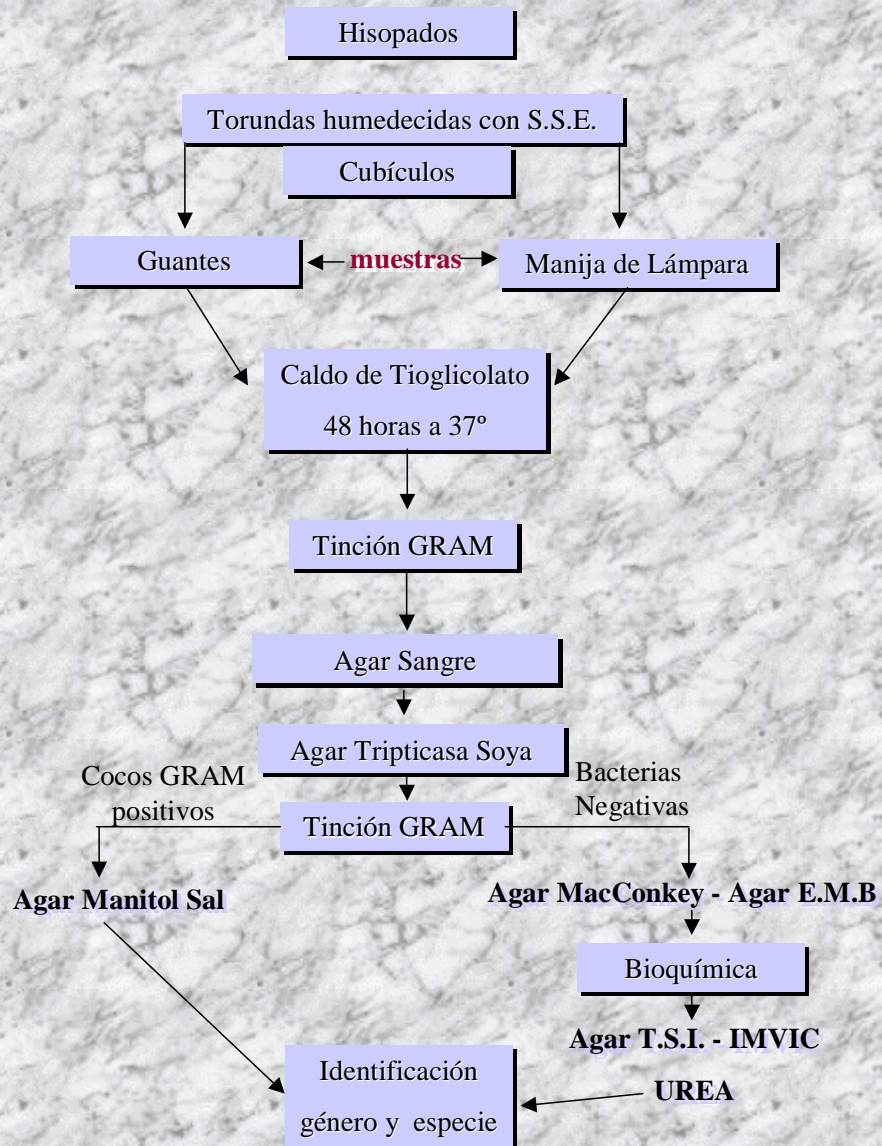 Hisopados
Torundas humedecidas con S.S.E.
Cubículos
Guantes
muestras
Manija de Lámpara
Caldo de Tioglicolato
48 horas a 37º
Tinción GRAM
Agar Sangre
Agar Tripticasa Soya
Cocos GRAM
positivos
Tinción GRAM
Bacterias
Negativas
Agar Manitol Sal
Agar MacConkey - Agar E.M.B
Bioquímica
Agar T.S.I. - IMVIC
UREA
Identificación
género y especie